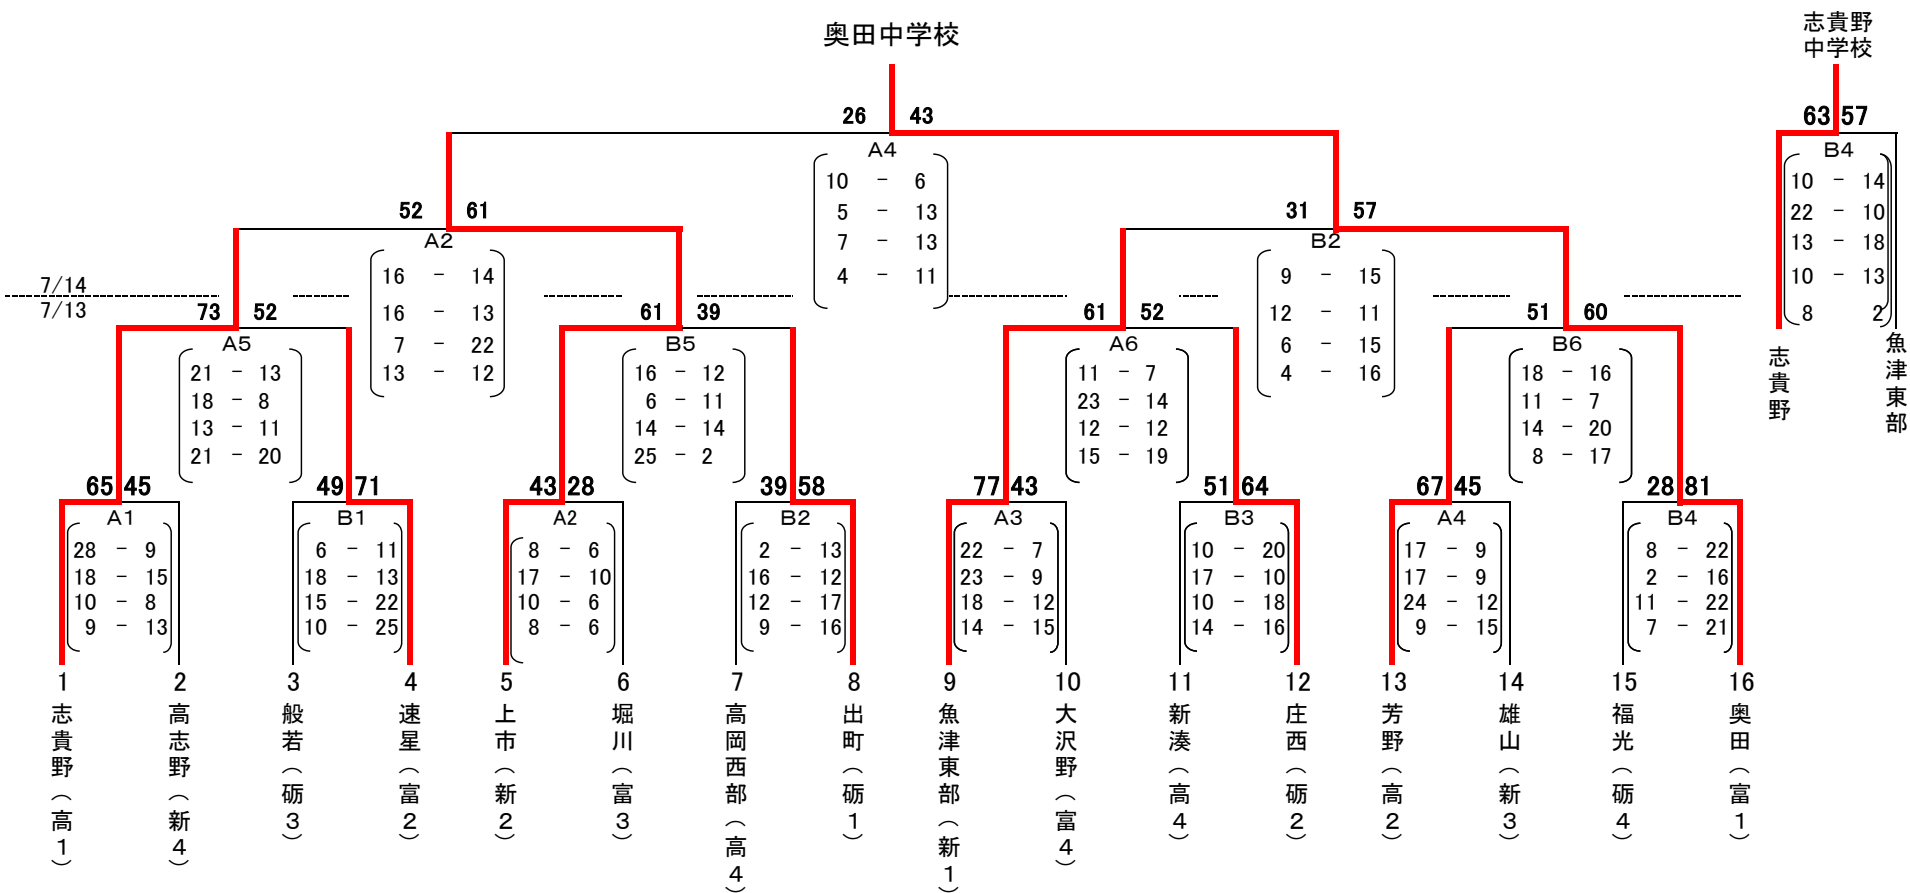 奥田中学校
志貴野
中学校
26 43
63 57
A4
10 - 6
5 - 13
7 - 13
4 - 11
B4
10 - 14
22 - 10
13 - 18
10 - 13
8 2
志貴野
魚津東部
52 61
A2
16 - 14
16 - 13
7 - 22
13 - 12
31 57
B2
9 - 15
12 - 11
6 - 15
4 - 16
7/14
7/13
73 52
A5
21 - 13
18 - 8
13 - 11
21 - 20
61 39
B5
16 - 12
6 - 11
14 - 14
25 - 2
61 52
A6
11 - 7
23 - 14
12 - 12
15 - 19
51 60
B6
18 - 16
11 - 7
14 - 20
8 - 17
65 45
A1
28 - 9
18 - 15
10 - 8
9 - 13
49 71
B1
6 - 11
18 - 13
15 - 22
10 - 25
43 28
A2
8 - 6
17 - 10
10 - 6
8 - 6
39 58
B2
2 - 13
16 - 12
12 - 17
9 - 16
77 43
A3
22 - 7
23 - 9
18 - 12
14 - 15
51 64
B3
10 - 20
17 - 10
10 - 18
14 - 16
67 45
A4
17 - 9
17 - 9
24 - 12
9 - 15
28 81
B4
8 - 22
2 - 16
11 - 22
7 - 21
1 2 3 4 5 6 7 8 9 10 11 12 13 14 15 16
志貴野(高1)
高志野(新4)
般若(砺3)
速星(富2)
上市(新2)
堀川(富3)
高岡西部(高4)
出町(砺1)
魚津東部(新1)
大沢野(富4)
新湊(高4)
庄西(砺2)
芳野(高2)
雄山(新3)
福光(砺4)
奥田(富1)